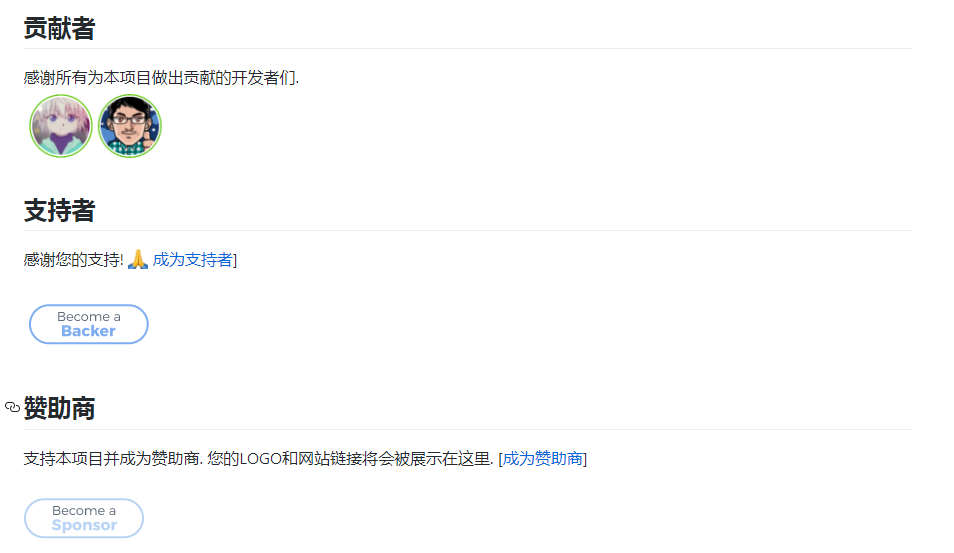 贡献者
感谢所有为本项目做出贡献的开发者们.
支持者
感谢您的支持! 🙏 成为支持者]
Become a
Backer
赞助商
支持本项目并成为赞助商. 您的LOGO和网站链接将会被展示在这里. [成为赞助商]
Become a
Sponsor